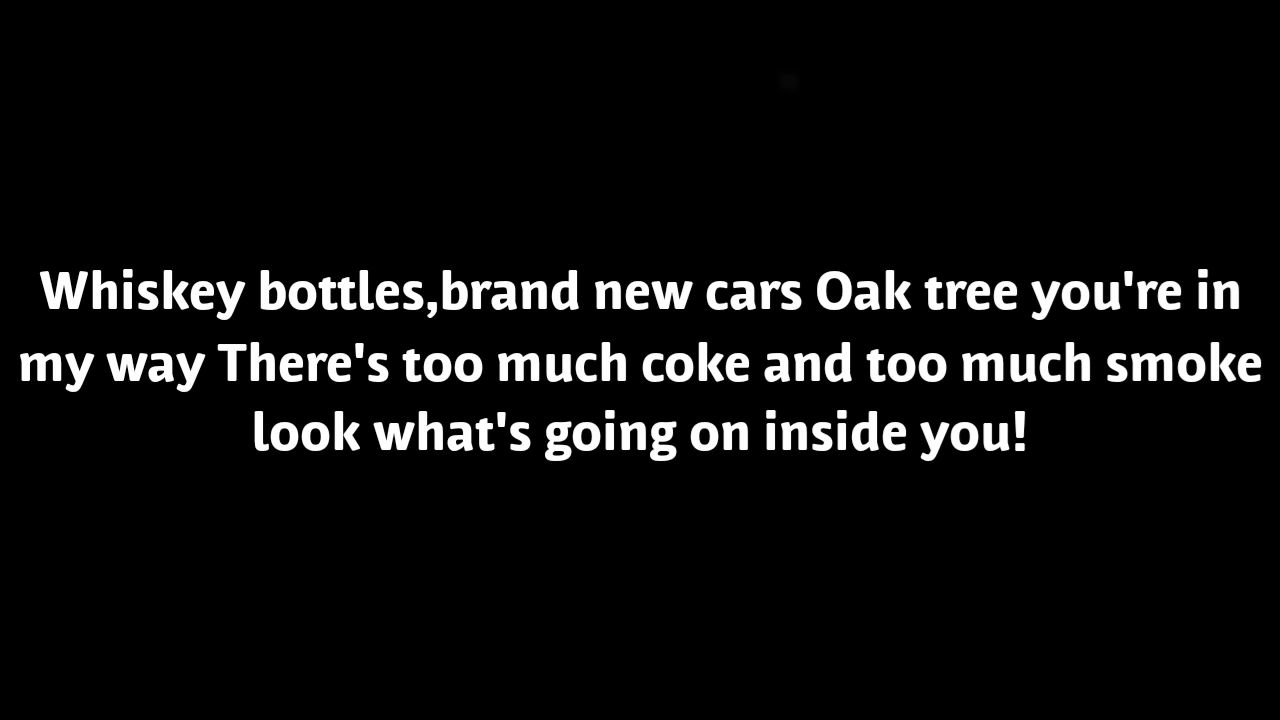 Whiskey bottles,brand new cars Oak tree you're in
my way There's too much coke and too much smoke
look what's going on inside you!